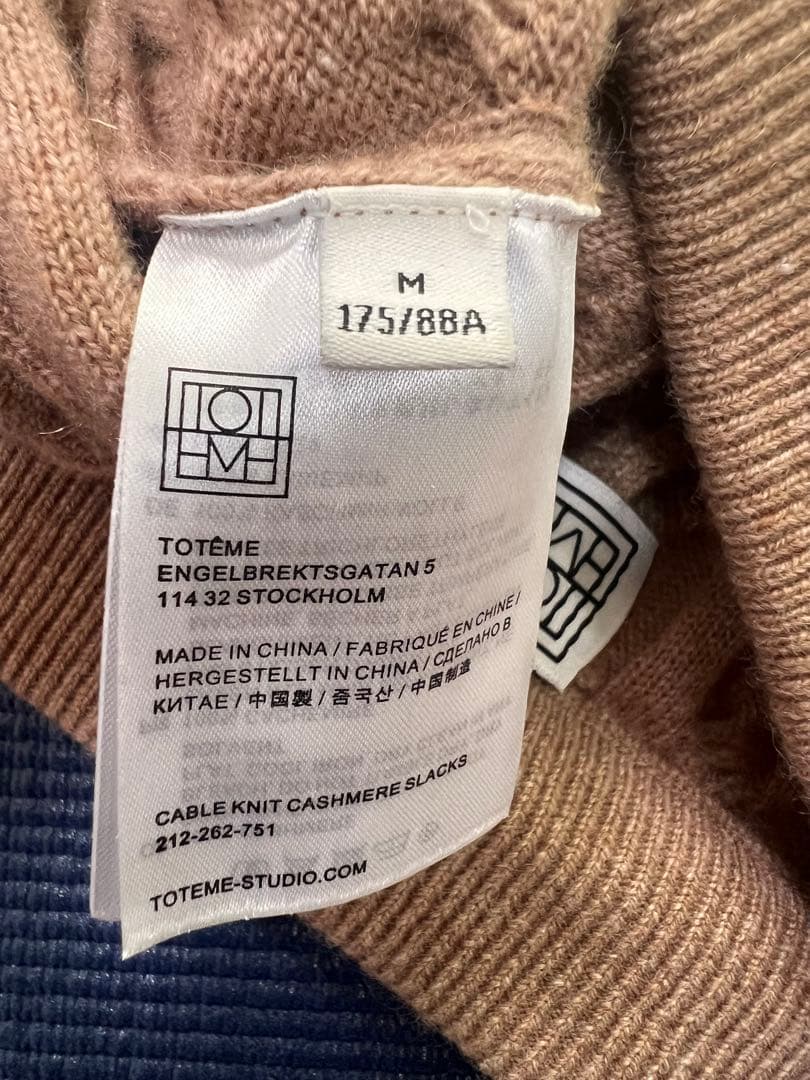 M
175/88A
TOTÊME
TOTÊME
ENGELBREKTSGATAN 5
114 32 STOCKHOLM
MADE IN CHINA / FABRIQUÉ EN CHINE /
HERGESTELLT IN CHINA / СДЕЛАНО В
КИТАЕ / 中国製 / 중국산 / 中国制造
CABLE KNIT CASHMERE SLACKS
212-262-751
TOTEME-STUDIO.COM